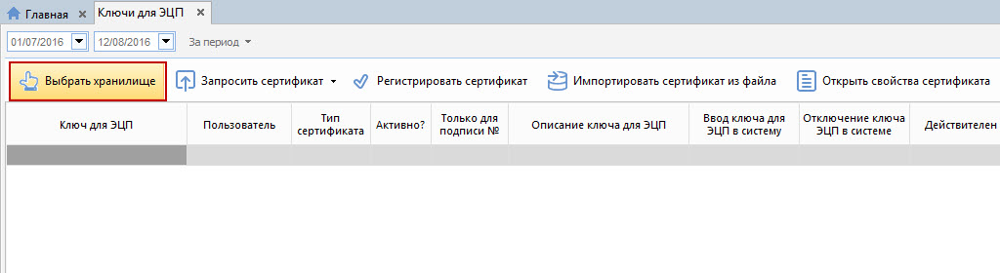 Главная
Ключи для ЭЦП
01/07/2016
12/08/2016
За период
Выбрать хранилище
Запросить сертификат
Регистрировать сертификат
Импортировать сертификат из файла
Открыть свойства сертификата
Ключ для ЭЦП
Пользователь
Тип
сертификата
Активно?
Только для
подписи №
Описание ключа для ЭЦП
Ввод ключа для
ЭЦП в систему
Отключение ключа
ЭЦП в системе
Действителен